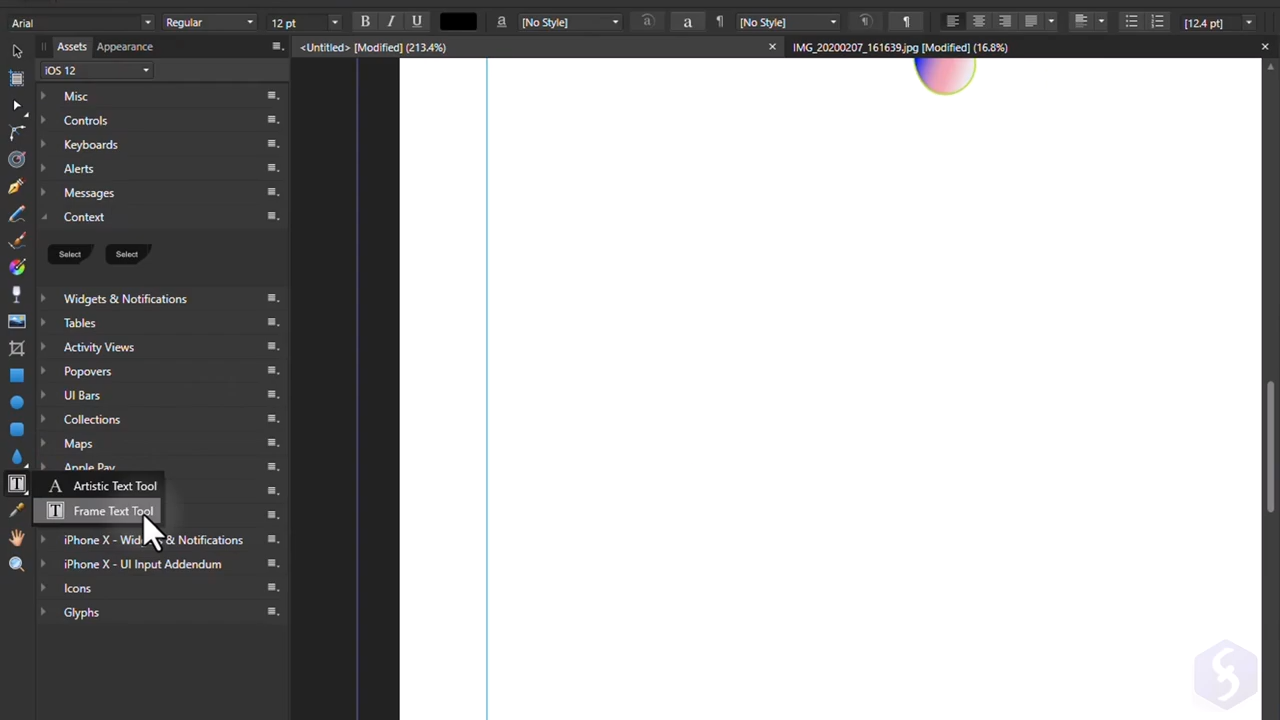 Arial Regular 12 pt B I U a [No Style] a a ¶ [No Style] ¶ ¶ [12.4 pt]
Assets Appearance <Untitled> [Modified] (213.4%) IMG_20200207_161639.jpg [Modified] (16.8%)
iOS 12
Misc
Controls
Keyboards
Alerts
Messages
Context
Select Select
Widgets & Notifications
Tables
Activity Views
Popovers
UI Bars
Collections
Maps
Apple Pay
A Artistic Text Tool
T Frame Text Tool
iPhone X - & Notifications
iPhone X - UI Input Addendum
Icons
Glyphs